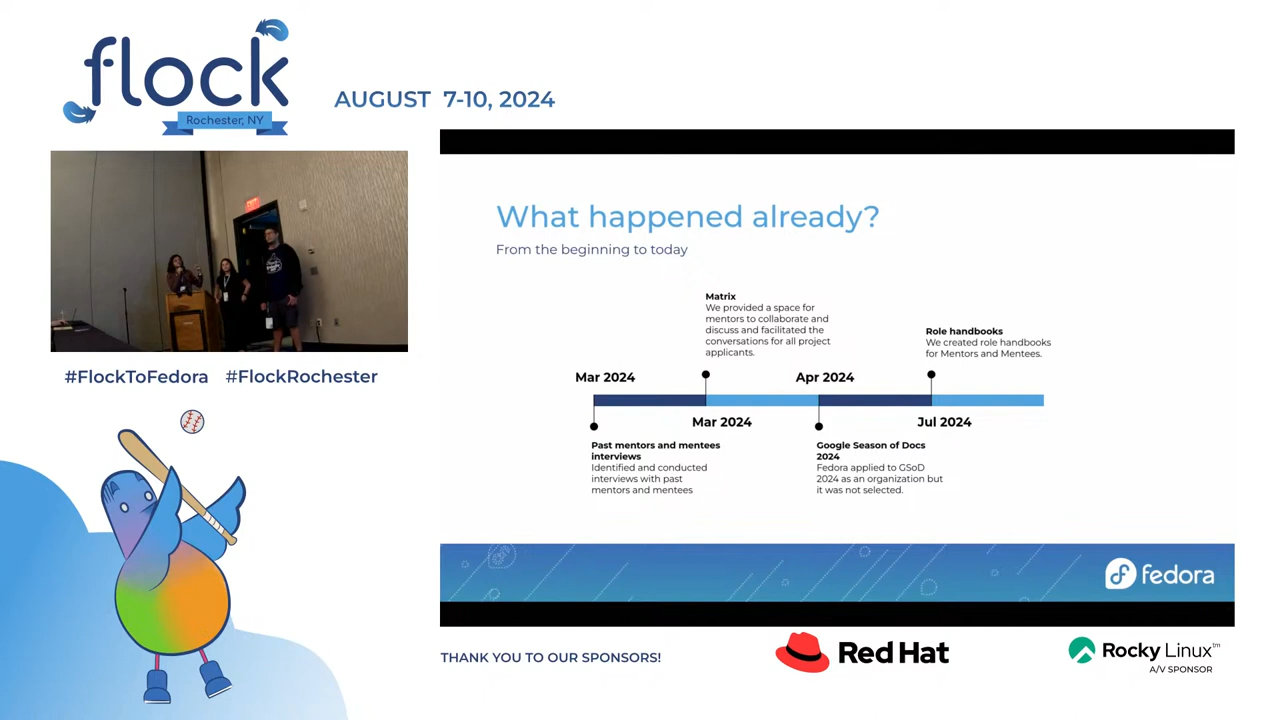 flock
Rochester, NY
AUGUST 7-10, 2024
#FlockToFedora #FlockRochester
What happened already?
From the beginning to today
Matrix
We provided a space for
mentors to collaborate and
discuss and facilitated the
conversations for all project
applicants.
Role handbooks
We created role handbooks
for Mentors and Mentees.
Mar 2024
Apr 2024
Mar 2024
Jul 2024
Past mentors and mentees
interviews
Identified and conducted
interviews with past
mentors and mentees
Google Season of Docs
2024
Fedora applied to GSoD
2024 as an organization but
it was not selected.
fedora
THANK YOU TO OUR SPONSORS!
Red Hat
Rocky Linux™
A/V SPONSOR